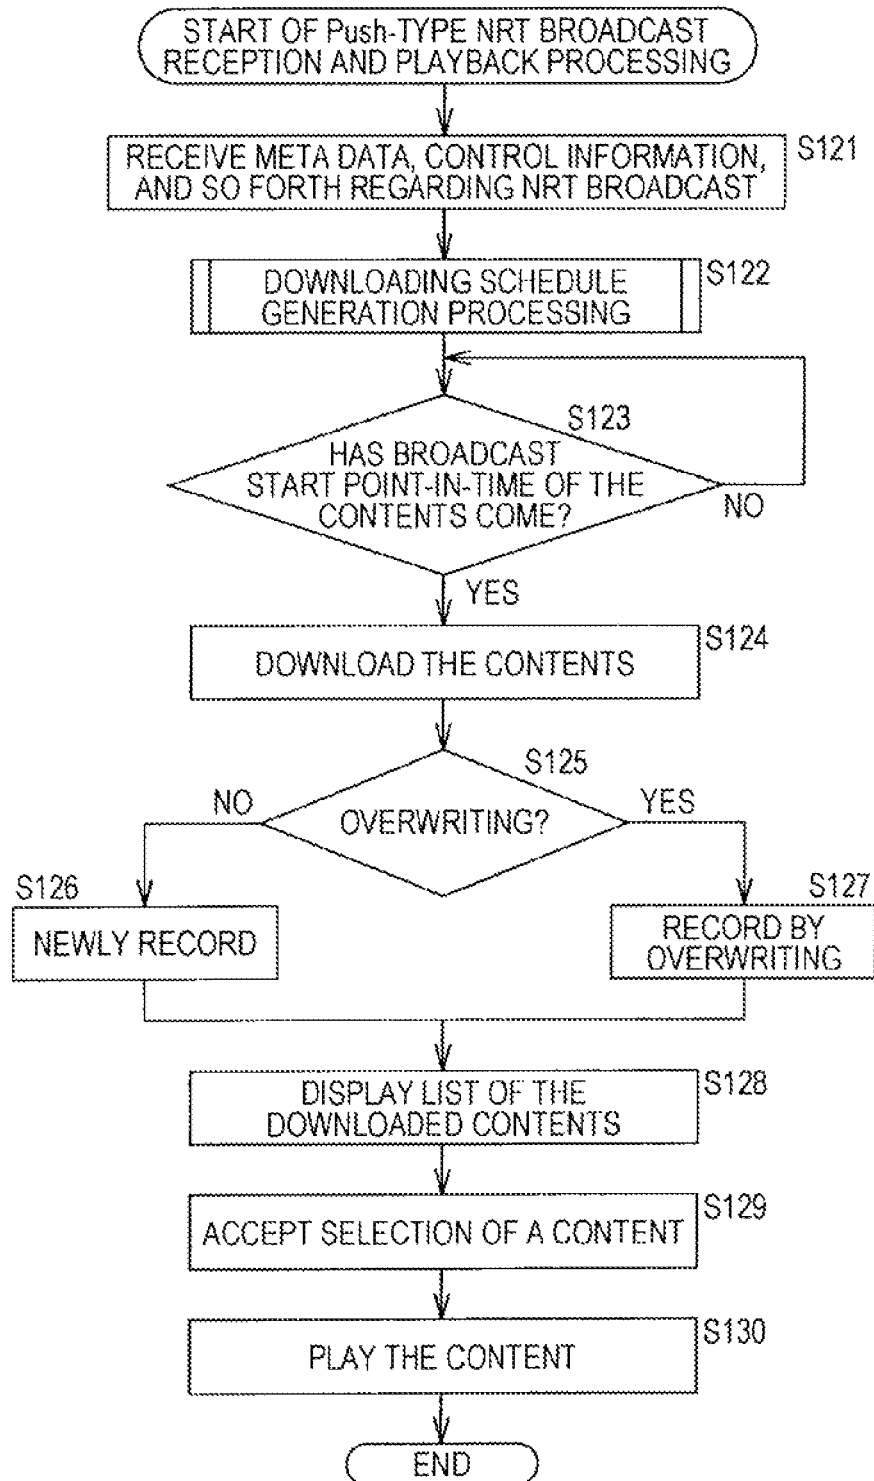 START OF Push-TYPE NRT BROADCAST
RECEPTION AND PLAYBACK PROCESSING
S121
RECEIVE META DATA, CONTROL INFORMATION,
AND SO FORTH REGARDING NRT BROADCAST
S122
DOWNLOADING SCHEDULE
GENERATION PROCESSING
S123
HAS BROADCAST
START POINT-IN-TIME OF THE
CONTENTS COME?
NO
YES
S124
DOWNLOAD THE CONTENTS
S125
NO
OVERWRITING?
YES
S126
NEWLY RECORD
S127
RECORD BY
OVERWRITING
S128
DISPLAY LIST OF THE
DOWNLOADED CONTENTS
S129
ACCEPT SELECTION OF A CONTENT
S130
PLAY THE CONTENT
END